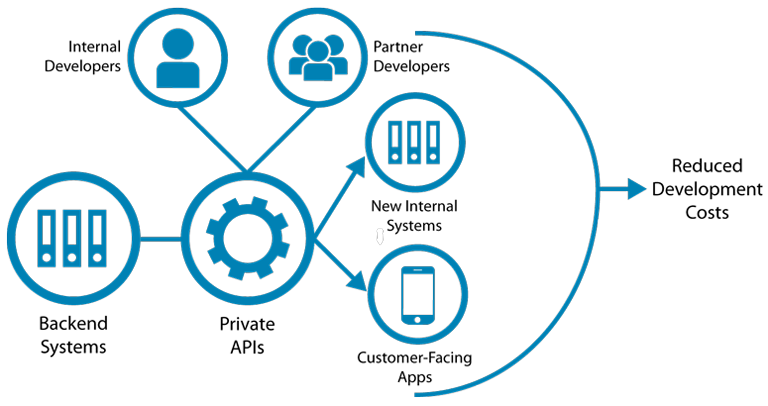 Internal
Developers
Partner
Developers
New Internal
Systems
Reduced
Development
Costs
Backend
Systems
Private
APIs
Customer-Facing
Apps